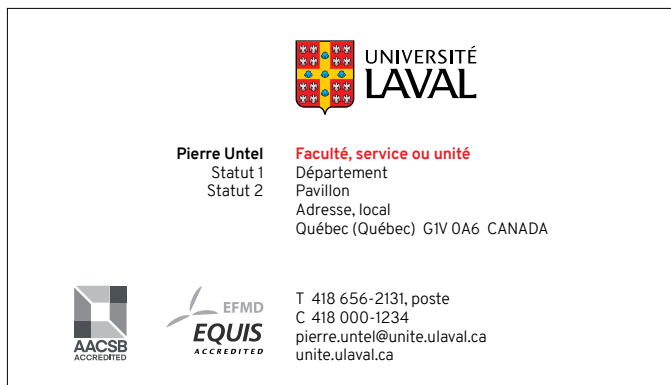 UNIVERSITÉ
LAVAL
Pierre Untel
Statut 1
Statut 2
Faculté, service ou unité
Département
Pavillon
Adresse, local
Québec (Québec)  G1V 0A6  CANADA
AACSB
ACCREDITED
EFMD
EQUIS
ACCREDITED
T  418 656-2131, poste
C  418 000-1234
pierre.untel@unite.ulaval.ca
unite.ulaval.ca